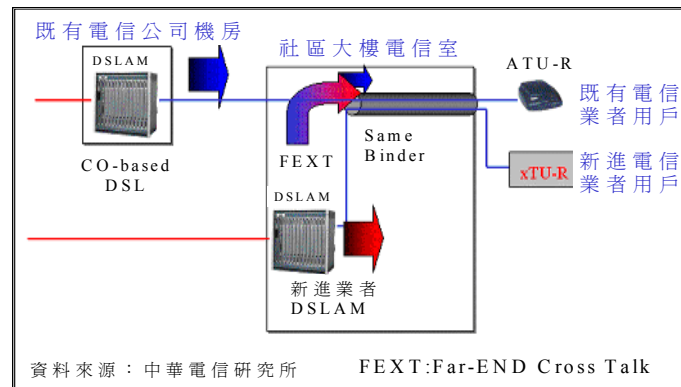 既有電信公司機房
DSLAM
CO-based
DSL
社區大樓電信室
FEXT
Same
Binder
DSLAM
新進業者
DSLAM
ATU-R
既有電信
業者用戶
xTU-R
新進電信
業者用戶
資料來源：中華電信研究所
FEXT:Far-END Cross Talk